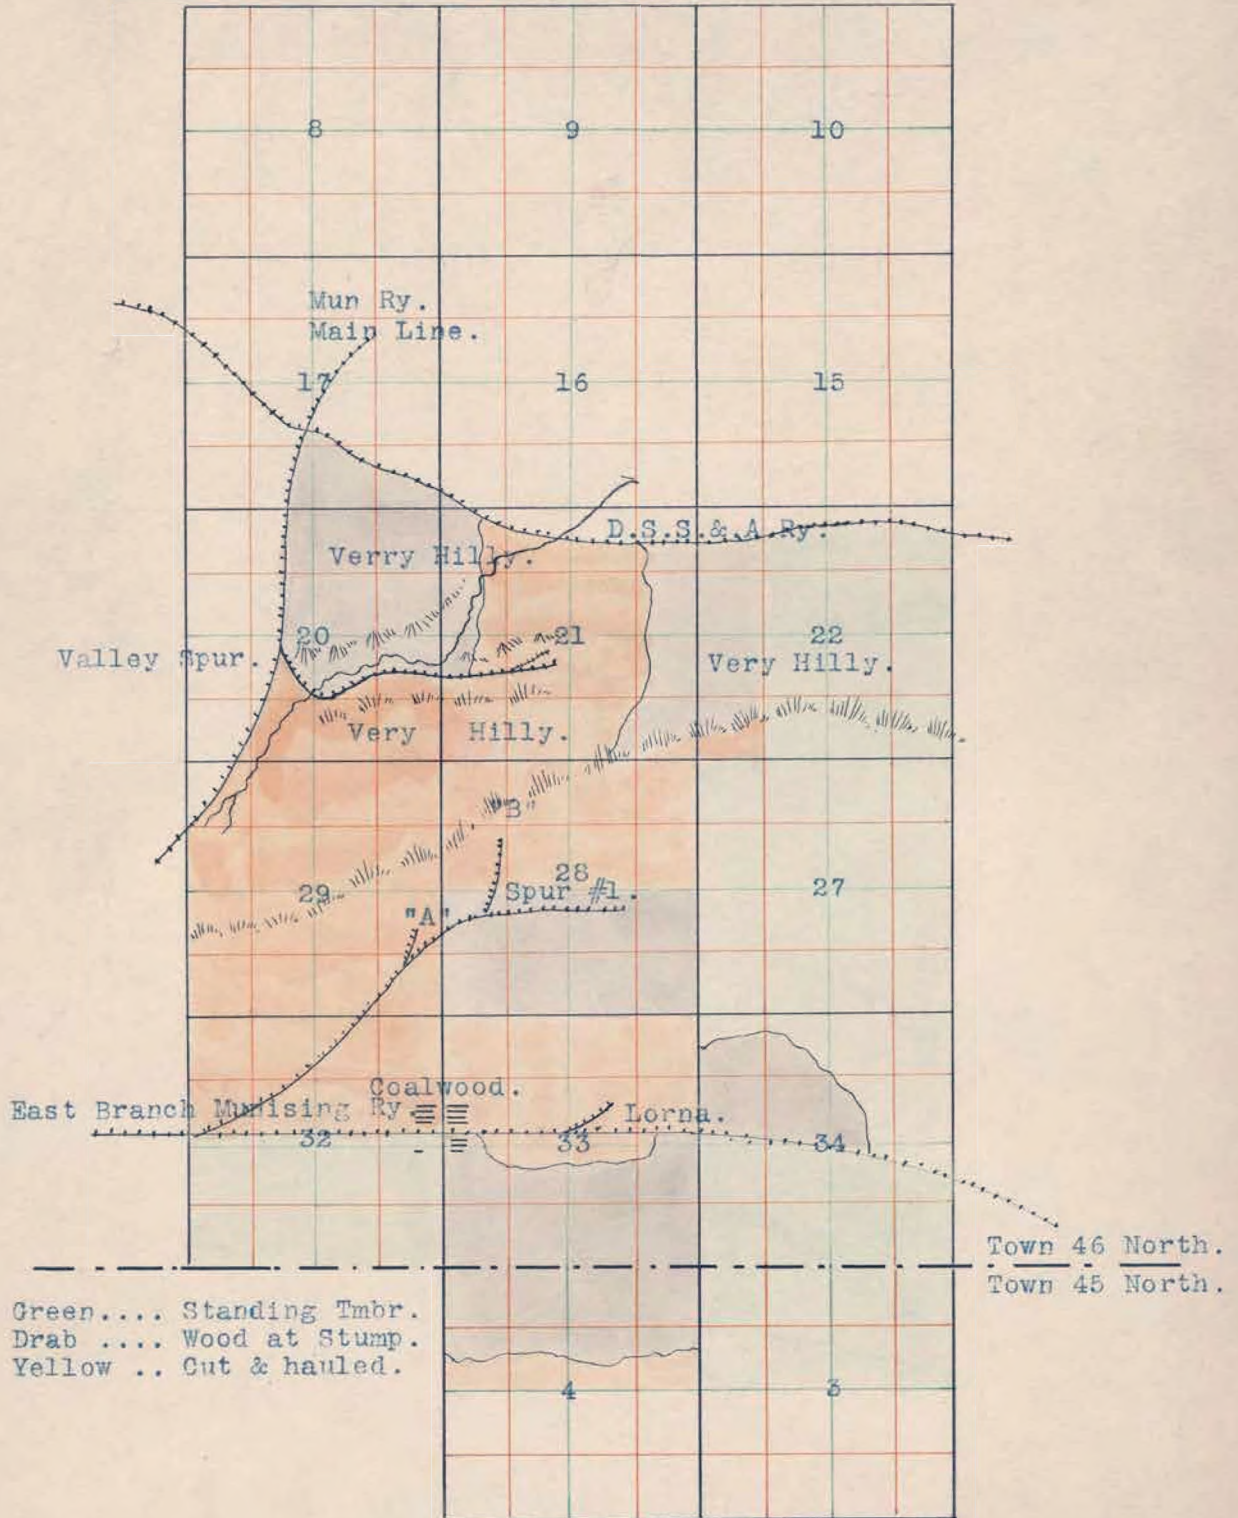 8 9 10
Mun Ry.
Main Line.
17 16 15
D.S.S.& A Ry.
Verry Hilly.
20 21 22
Valley Spur.
Very Hilly.
Very Hilly.
"B"
29 28 27
Spur #1.
"A"
Coalwood.
East Branch Munising Ry.
Lorna.
32 33 34
Town 46 North.
Town 45 North.
Green.... Standing Tmbr.
Drab .... Wood at Stump.
Yellow .. Cut & hauled.
4 3